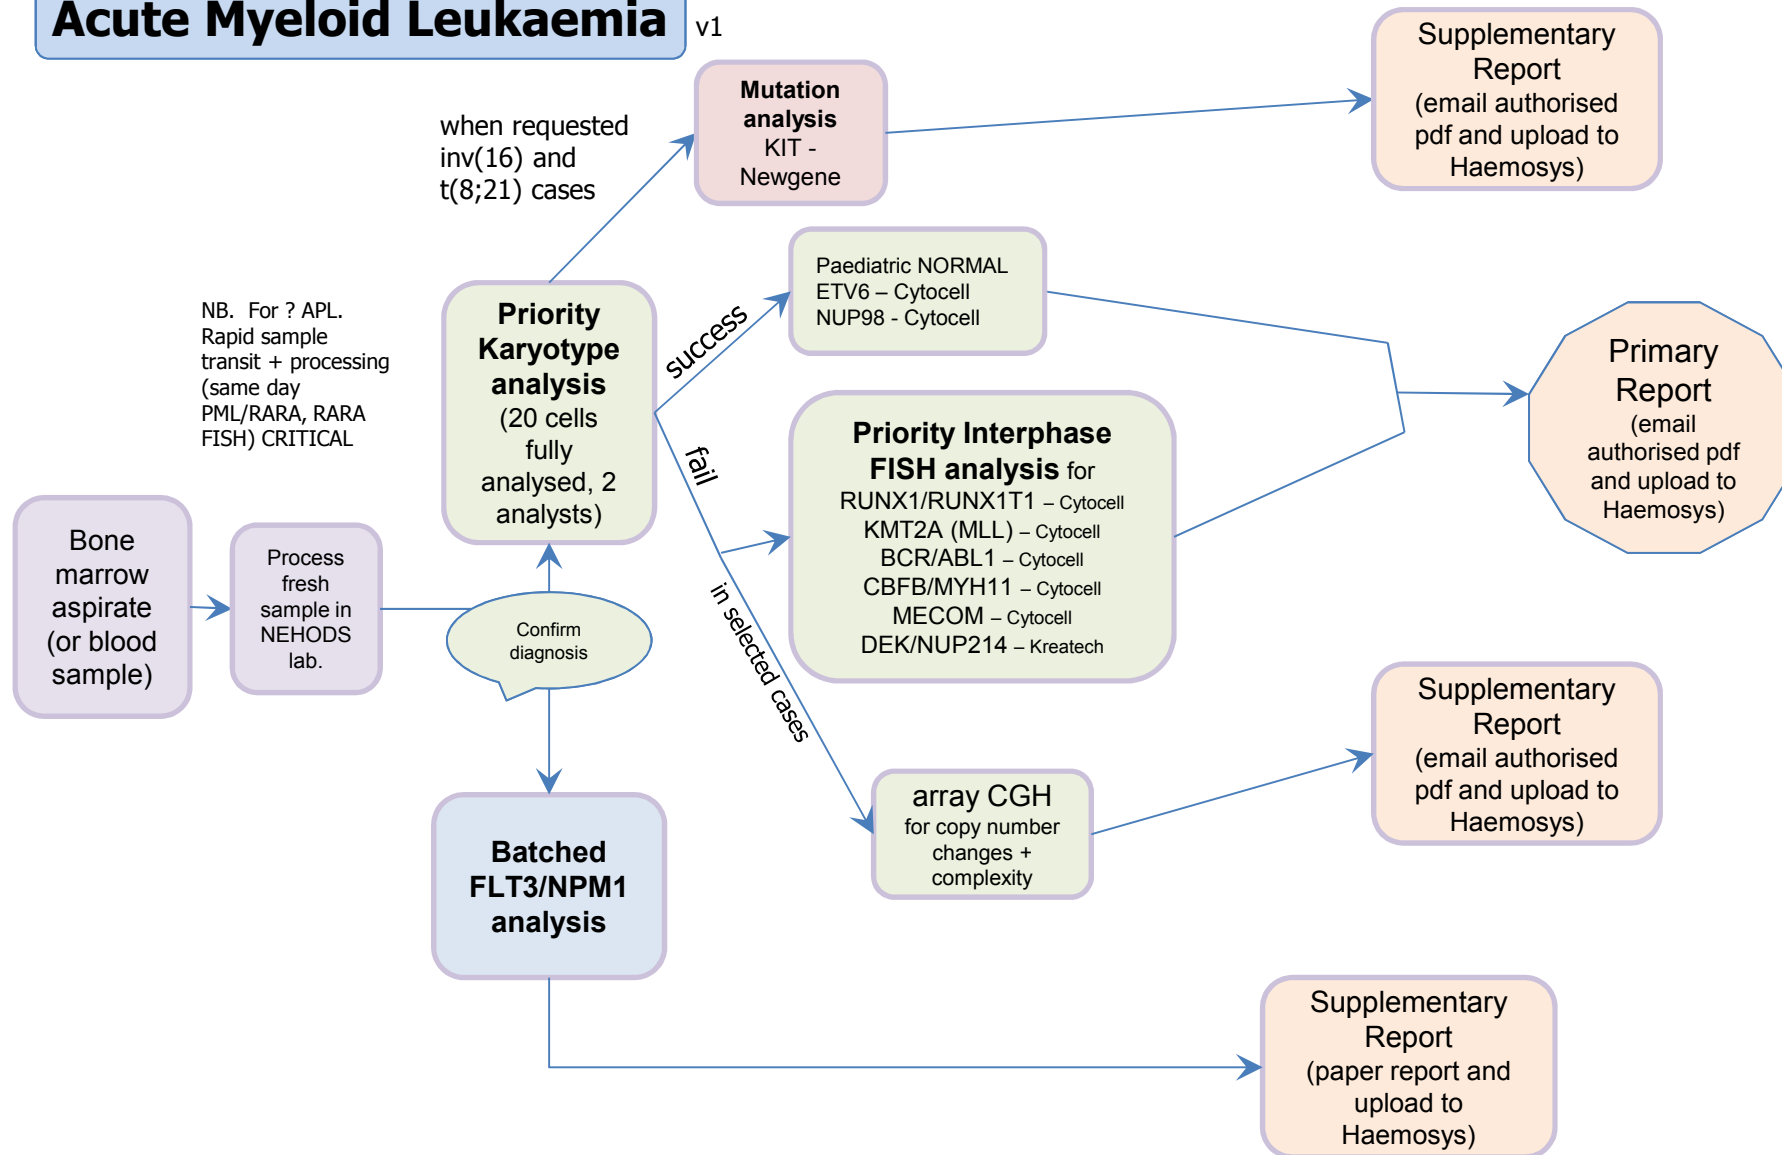 Acute Myeloid Leukaemia v1
when requested
inv(16) and
t(8;21) cases
Mutation
analysis
KIT -
Newgene
Supplementary
Report
(email authorised
pdf and upload to
Haemosys)
NB.  For ? APL.
Rapid sample
transit + processing
(same day
PML/RARA, RARA
FISH) CRITICAL
Priority
Karyotype
analysis
(20 cells
fully
analysed, 2
analysts)
success
Paediatric NORMAL
ETV6 – Cytocell
NUP98 - Cytocell
fail
Priority Interphase
FISH analysis for
RUNX1/RUNX1T1 – Cytocell
KMT2A (MLL) – Cytocell
BCR/ABL1 – Cytocell
CBFB/MYH11 – Cytocell
MECOM – Cytocell
DEK/NUP214 – Kreatech
Primary
Report
(email
authorised pdf
and upload to
Haemosys)
Bone
marrow
aspirate
(or blood
sample)
Process
fresh
sample in
NEHODS
lab.
Confirm
diagnosis
in selected cases
array CGH
for copy number
changes +
complexity
Supplementary
Report
(email authorised
pdf and upload to
Haemosys)
Batched
FLT3/NPM1
analysis
Supplementary
Report
(paper report and
upload to
Haemosys)